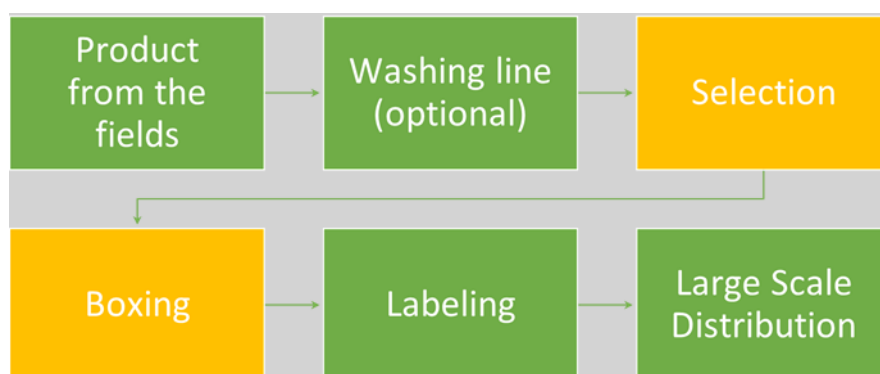 Product
from the
fields
Washing line
(optional)
Selection
Boxing
Labeling
Large Scale
Distribution